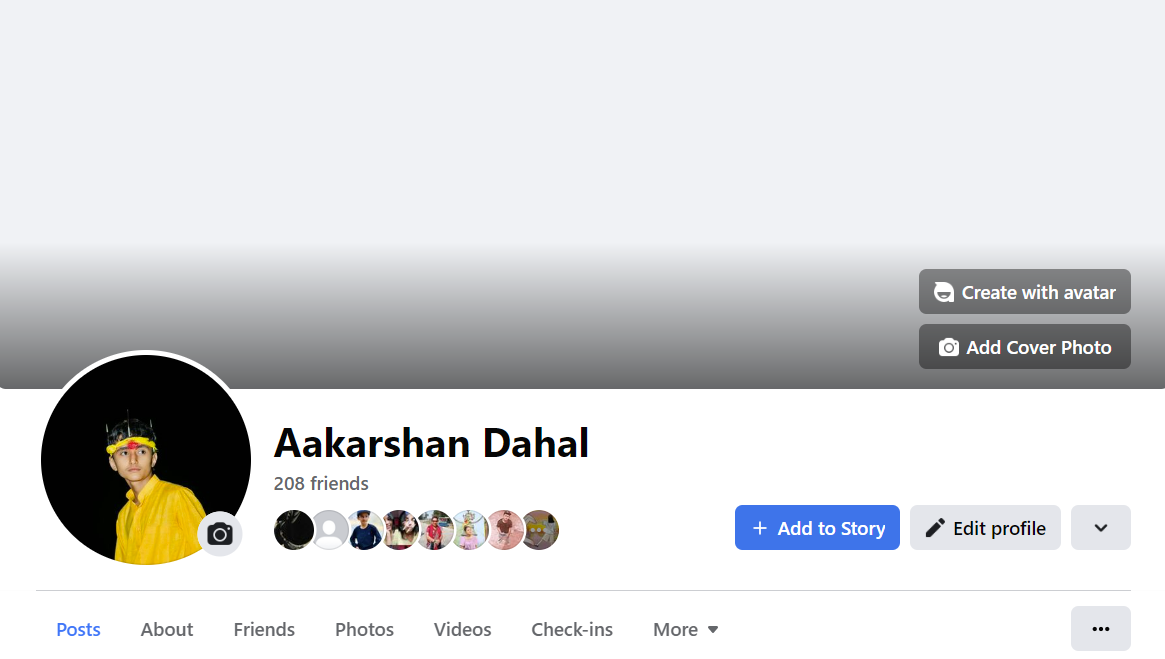 Create with avatar
Add Cover Photo
Aakarshan Dahal
208 friends
+ Add to Story Edit profile
Posts About Friends Photos Videos Check-ins More